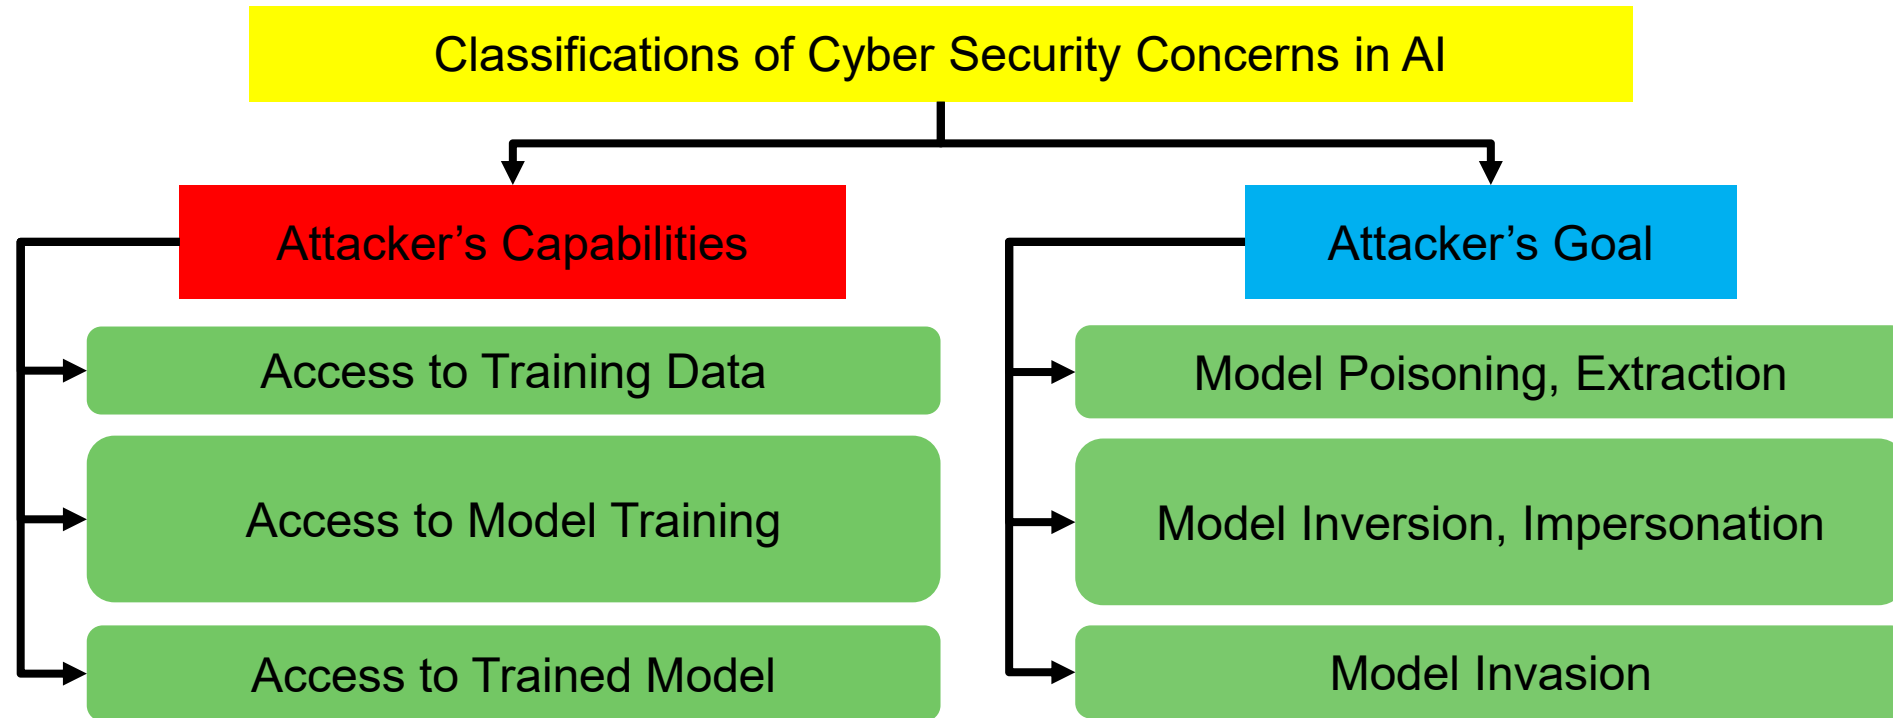 Classifications of Cyber Security Concerns in AI
Attacker’s Capabilities
Access to Training Data
Access to Model Training
Access to Trained Model
Attacker’s Goal
Model Poisoning, Extraction
Model Inversion, Impersonation
Model Invasion